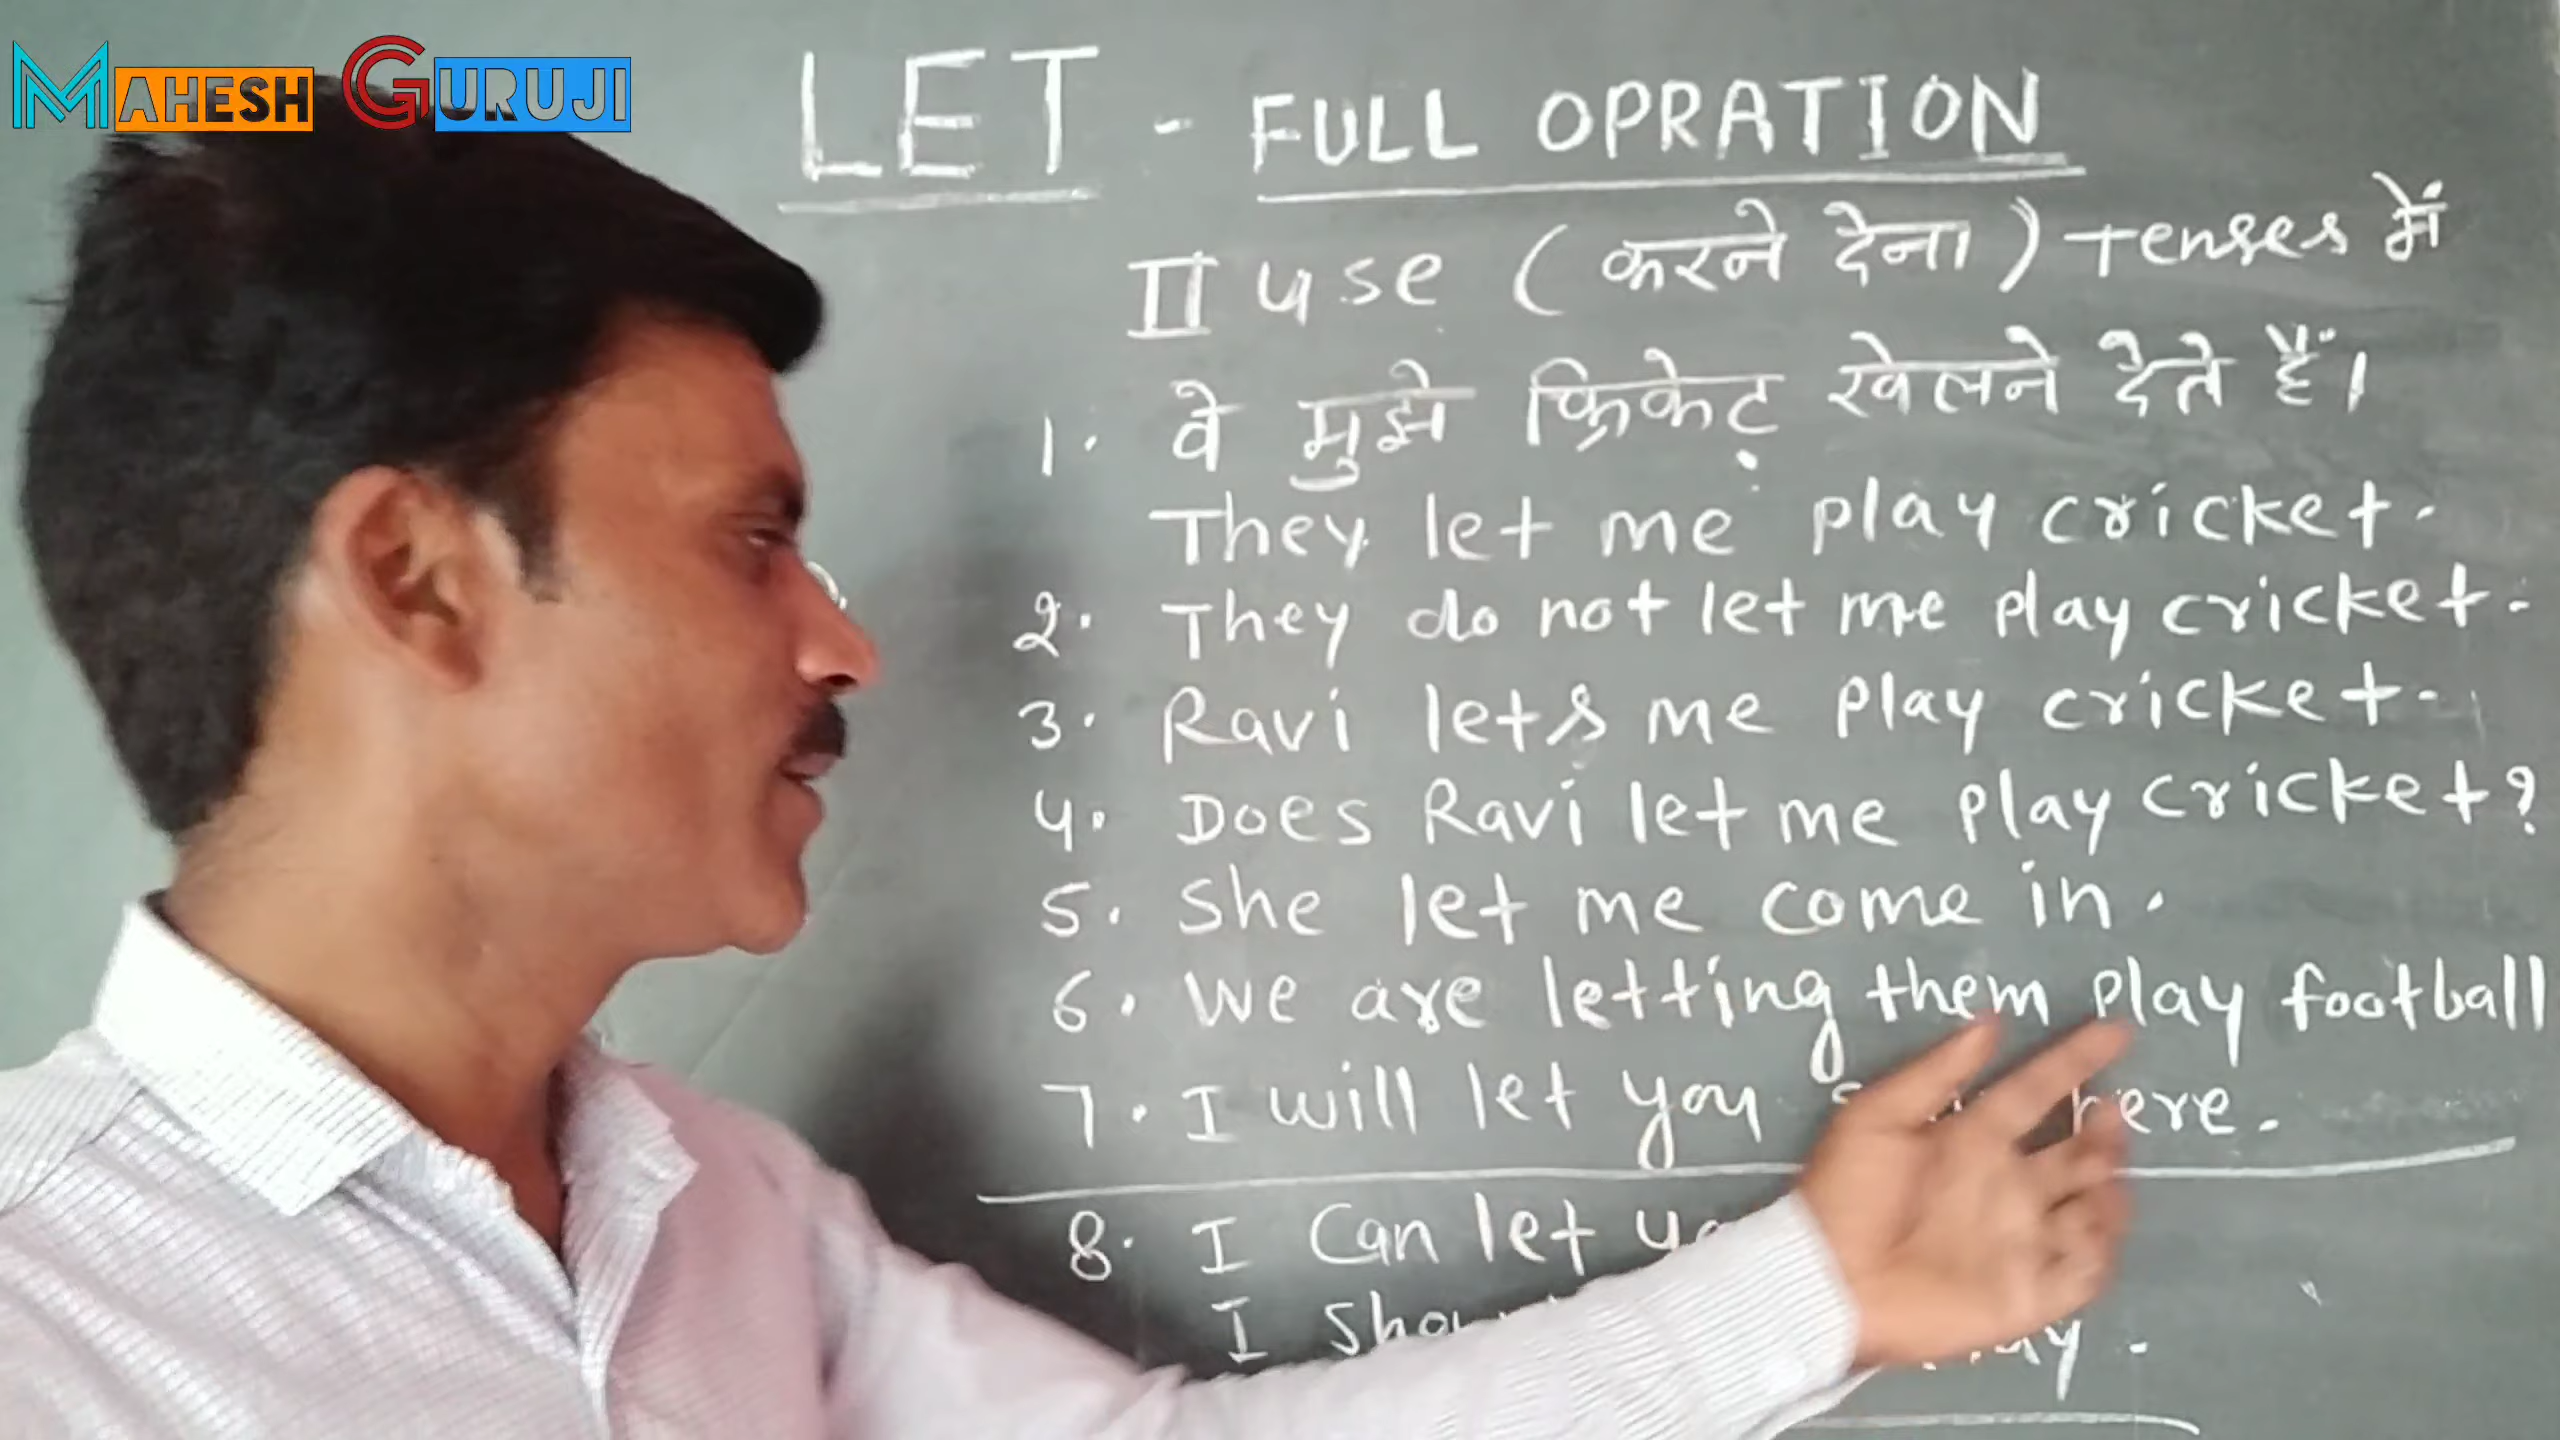 MAHESH GURUJI
LET - FULL OPRATION
II use (करने देना) tenses में
1. वे मुझे क्रिकेट खेलने देते हैं।
They let me play cricket.
2. They do not let me play cricket.
3. Ravi lets me play cricket.
4. Does Ravi let me play cricket?
5. She let me come in.
6. We are letting them play football
7. I will let you here.
8. I can let
I